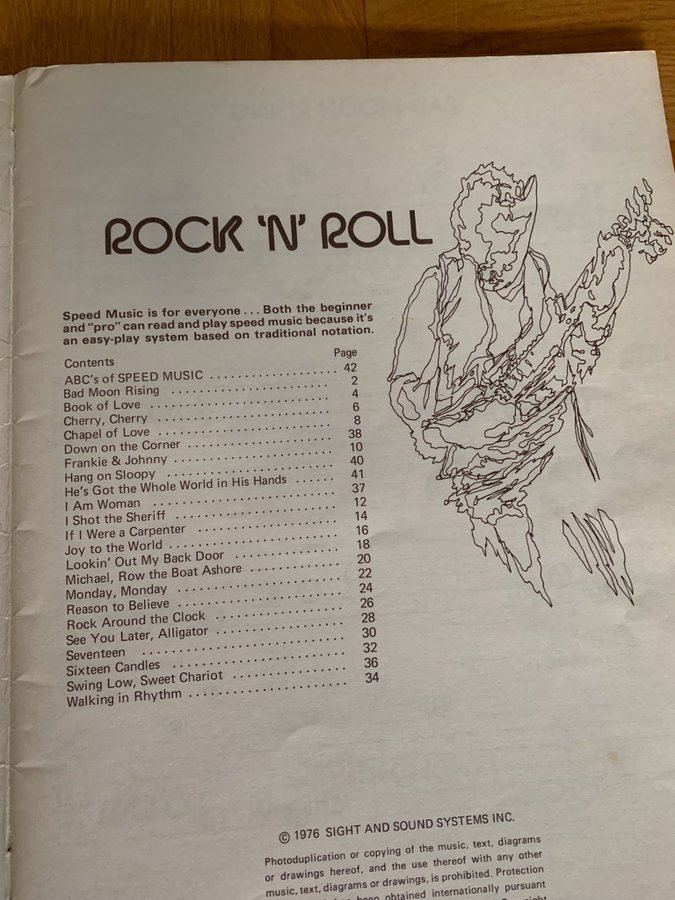 ROCK 'N' ROLL
Speed Music is for everyone . . . Both the beginner
and "pro" can read and play speed music because it's
an easy-play system based on traditional notation.
Contents Page
ABC's of SPEED MUSIC . . . . . . . . . . . . . . . . . . . 42
Bad Moon Rising . . . . . . . . . . . . . . . . . . . . . . 2
Book of Love . . . . . . . . . . . . . . . . . . . . . . . . 4
Cherry, Cherry . . . . . . . . . . . . . . . . . . . . . . . 6
Chapel of Love . . . . . . . . . . . . . . . . . . . . . . . 8
Down on the Corner . . . . . . . . . . . . . . . . . . . 38
Frankie & Johnny . . . . . . . . . . . . . . . . . . . . . 10
Hang on Sloopy . . . . . . . . . . . . . . . . . . . . . . 40
He's Got the Whole World in His Hands . . . . . . 41
I Am Woman . . . . . . . . . . . . . . . . . . . . . . . . 37
I Shot the Sheriff . . . . . . . . . . . . . . . . . . . . . 12
If I Were a Carpenter . . . . . . . . . . . . . . . . . . 14
Joy to the World . . . . . . . . . . . . . . . . . . . . . 16
Lookin' Out My Back Door . . . . . . . . . . . . . . . 18
Michael, Row the Boat Ashore . . . . . . . . . . . . 20
Monday, Monday . . . . . . . . . . . . . . . . . . . . . 22
Reason to Believe . . . . . . . . . . . . . . . . . . . . 24
Rock Around the Clock . . . . . . . . . . . . . . . . . 26
See You Later, Alligator . . . . . . . . . . . . . . . . 28
Seventeen . . . . . . . . . . . . . . . . . . . . . . . . . 30
Sixteen Candles . . . . . . . . . . . . . . . . . . . . . 32
Swing Low, Sweet Chariot . . . . . . . . . . . . . . . 36
Walking in Rhythm . . . . . . . . . . . . . . . . . . . . 34
© 1976 SIGHT AND SOUND SYSTEMS INC.
Photoduplication or copying of the music, text, diagrams
or drawings hereof, and the use thereof with any other
music, text, diagrams or drawings, is prohibited. Protection
been obtained internationally pursuant